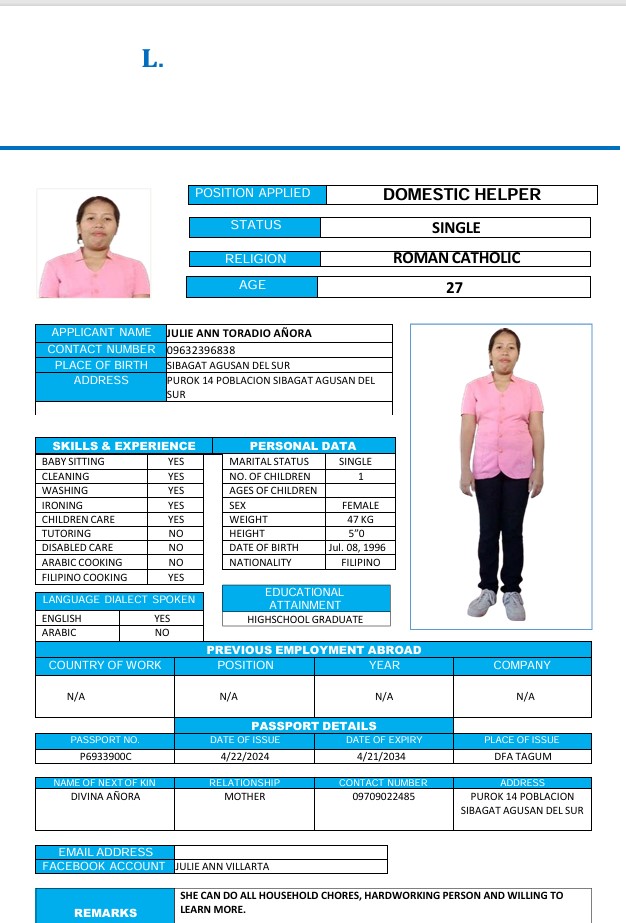 L.
POSITION APPLIED DOMESTIC HELPER
STATUS SINGLE
RELIGION ROMAN CATHOLIC
AGE 27
APPLICANT NAME JULIE ANN TORADIO AÑORA
CONTACT NUMBER 09632396838
PLACE OF BIRTH SIBAGAT AGUSAN DEL SUR
ADDRESS PUROK 14 POBLACION SIBAGAT AGUSAN DEL
SUR
SKILLS & EXPERIENCE PERSONAL DATA
BABY SITTING YES MARITAL STATUS SINGLE
CLEANING YES NO. OF CHILDREN 1
WASHING YES AGES OF CHILDREN
IRONING YES SEX FEMALE
CHILDREN CARE YES WEIGHT 47 KG
TUTORING NO HEIGHT 5"0
DISABLED CARE NO DATE OF BIRTH Jul. 08, 1996
ARABIC COOKING NO NATIONALITY FILIPINO
FILIPINO COOKING YES
LANGUAGE DIALECT SPOKEN
ENGLISH YES
ARABIC NO
EDUCATIONAL
ATTAINMENT
HIGHSCHOOL GRADUATE
PREVIOUS EMPLOYMENT ABROAD
COUNTRY OF WORK POSITION YEAR COMPANY
N/A N/A N/A N/A
PASSPORT DETAILS
PASSPORT NO. DATE OF ISSUE DATE OF EXPIRY PLACE OF ISSUE
P6933900C 4/22/2024 4/21/2034 DFA TAGUM
NAME OF NEXT OF KIN RELATIONSHIP CONTACT NUMBER ADDRESS
DIVINA AÑORA MOTHER 09709022485 PUROK 14 POBLACION
SIBAGAT AGUSAN DEL SUR
EMAIL ADDRESS
FACEBOOK ACCOUNT JULIE ANN VILLARTA
REMARKS SHE CAN DO ALL HOUSEHOLD CHORES, HARDWORKING PERSON AND WILLING TO
LEARN MORE.